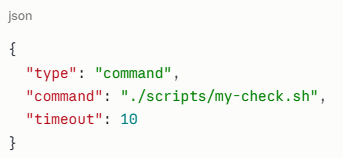 json
{
  "type": "command",
  "command": "./scripts/my-check.sh",
  "timeout": 10
}